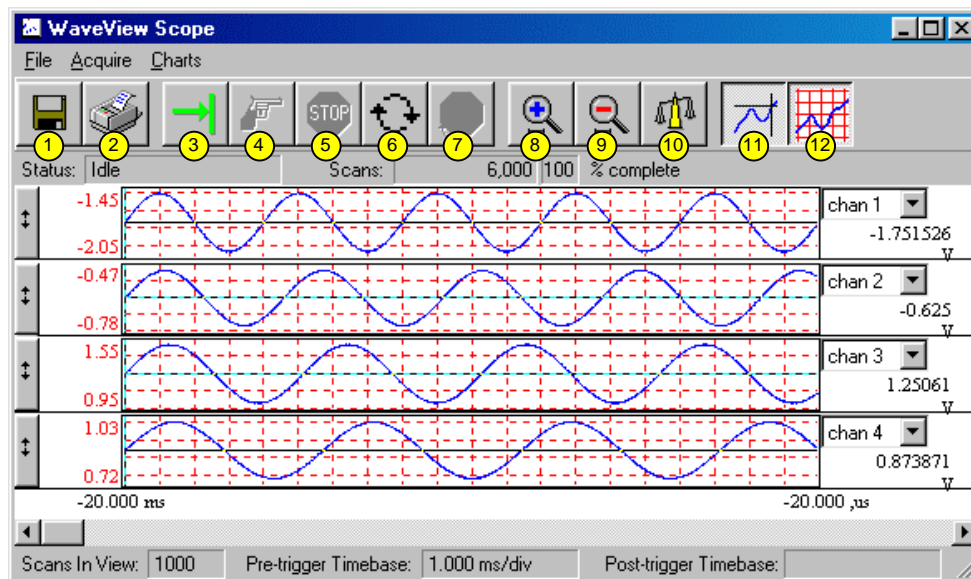 WaveView Scope
File Acquire Charts
STOP
1 2 3 4 5 6 7 8 9 10 11 12
Status: Idle Scans: 6,000 100 % complete
-1.45 chan 1
-2.05 -1.751526 V
-0.47 chan 2
-0.78 -0.625 V
1.55 chan 3
0.95 1.25061 V
1.03 chan 4
0.72 0.873871 V
-20.000 ms -20.000 ,us
Scans In View: 1000 Pre-trigger Timebase: 1.000 ms/div Post-trigger Timebase: